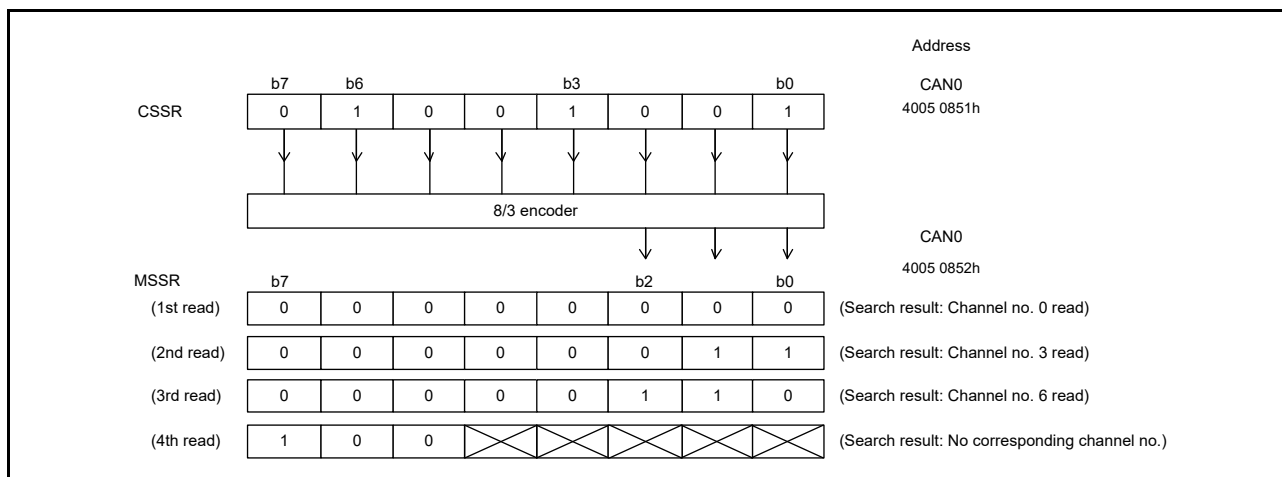 Address
b7 b6 b3 b0 CAN0
CSSR 0 1 0 0 1 0 0 1 4005 0851h
8/3 encoder
CAN0
4005 0852h
MSSR b7 b2 b0
(1st read) 0 0 0 0 0 0 0 0 (Search result: Channel no. 0 read)
(2nd read) 0 0 0 0 0 0 1 1 (Search result: Channel no. 3 read)
(3rd read) 0 0 0 0 0 1 1 0 (Search result: Channel no. 6 read)
(4th read) 1 0 0 (Search result: No corresponding channel no.)